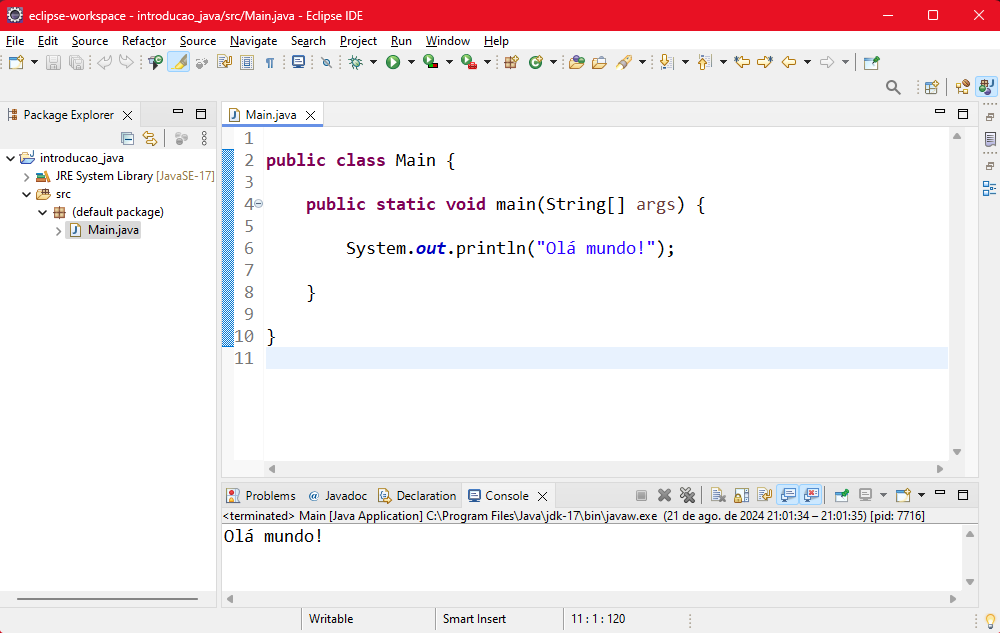 eclipse-workspace - introducao_java/src/Main.java - Eclipse IDE
File Edit Source Refactor Source Navigate Search Project Run Window Help
Package Explorer
introducao_java
JRE System Library [JavaSE-17]
src
(default package)
Main.java
Main.java
1
2 public class Main {
3
4 public static void main(String[] args) {
5
6 System.out.println("Olá mundo!");
7
8 }
9
10 }
11
Problems @ Javadoc Declaration Console
<terminated> Main [Java Application] C:\Program Files\Java\jdk-17\bin\javaw.exe (21 de ago. de 2024 21:01:34 – 21:01:35) [pid: 7716]
Olá mundo!
Writable Smart Insert 11 : 1 : 120